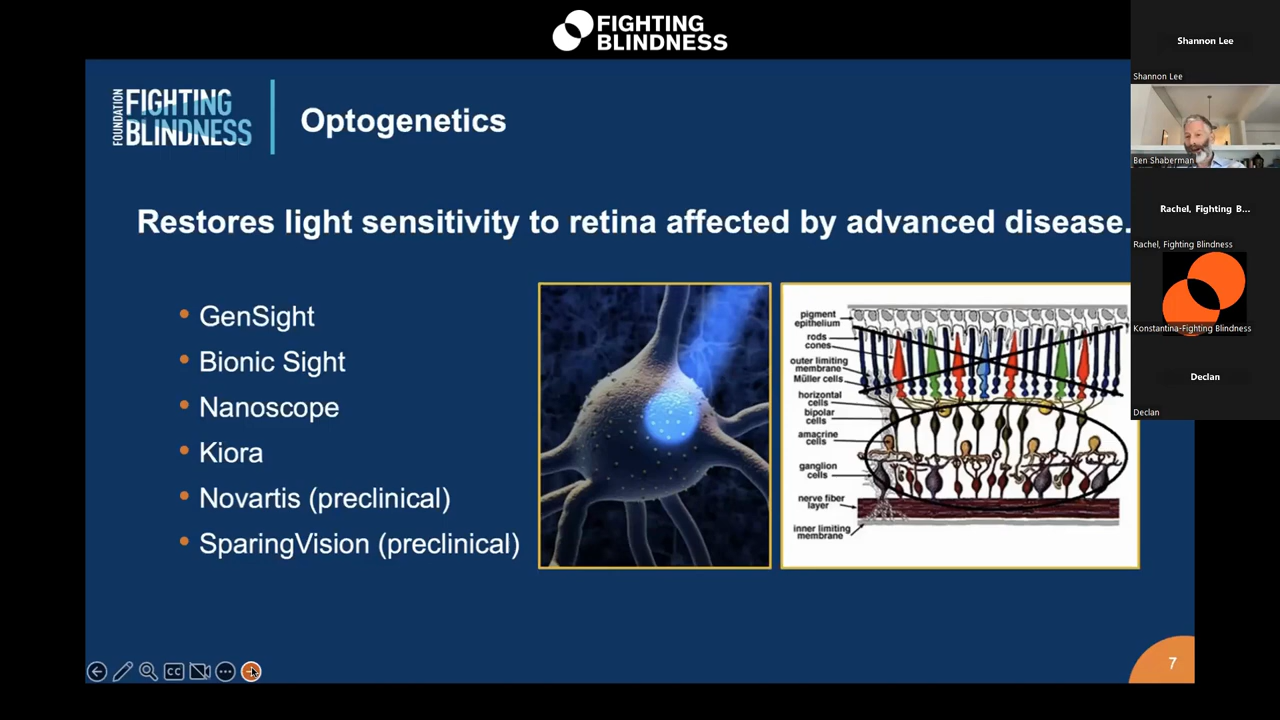 FIGHTING
BLINDNESS
FOUNDATION
FIGHTING
BLINDNESS
Optogenetics
Restores light sensitivity to retina affected by advanced disease.
• GenSight
• Bionic Sight
• Nanoscope
• Kiora
• Novartis (preclinical)
• SparingVision (preclinical)
pigment
epithelium
rods
cones
outer limiting
membrane
Müller cells
horizontal
cells
bipolar
cells
amacrine
cells
ganglion
cells
nerve fiber
layer
inner limiting
membrane
CC
7
Shannon Lee
Shannon Lee
Ben Shaberman
Rachel, Fighting B...
Rachel, Fighting Blindness
Konstantina-Fighting Blindness
Declan
Declan